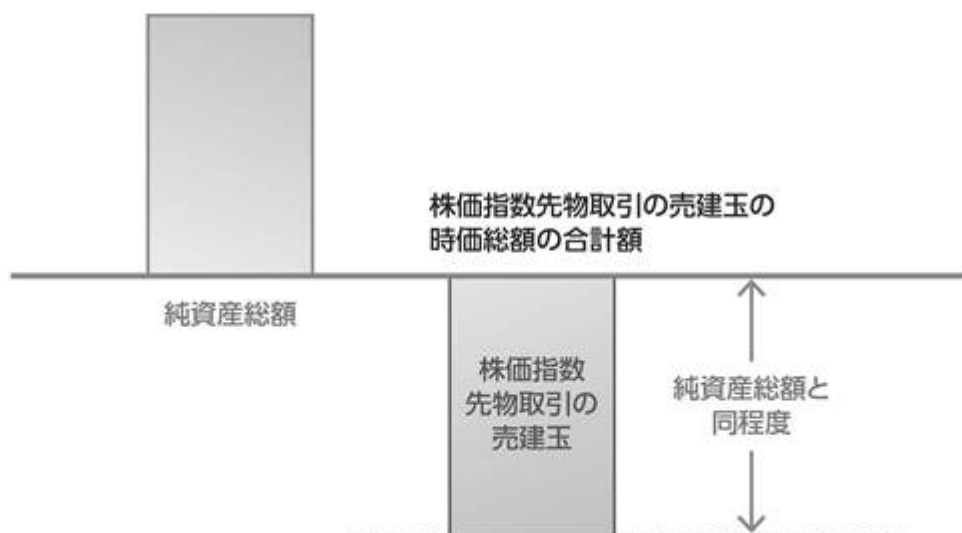 株価指数先物取引の売建玉の
時価総額の合計額
純資産総額
株価指数
先物取引の
売建玉
純資産総額と
同程度